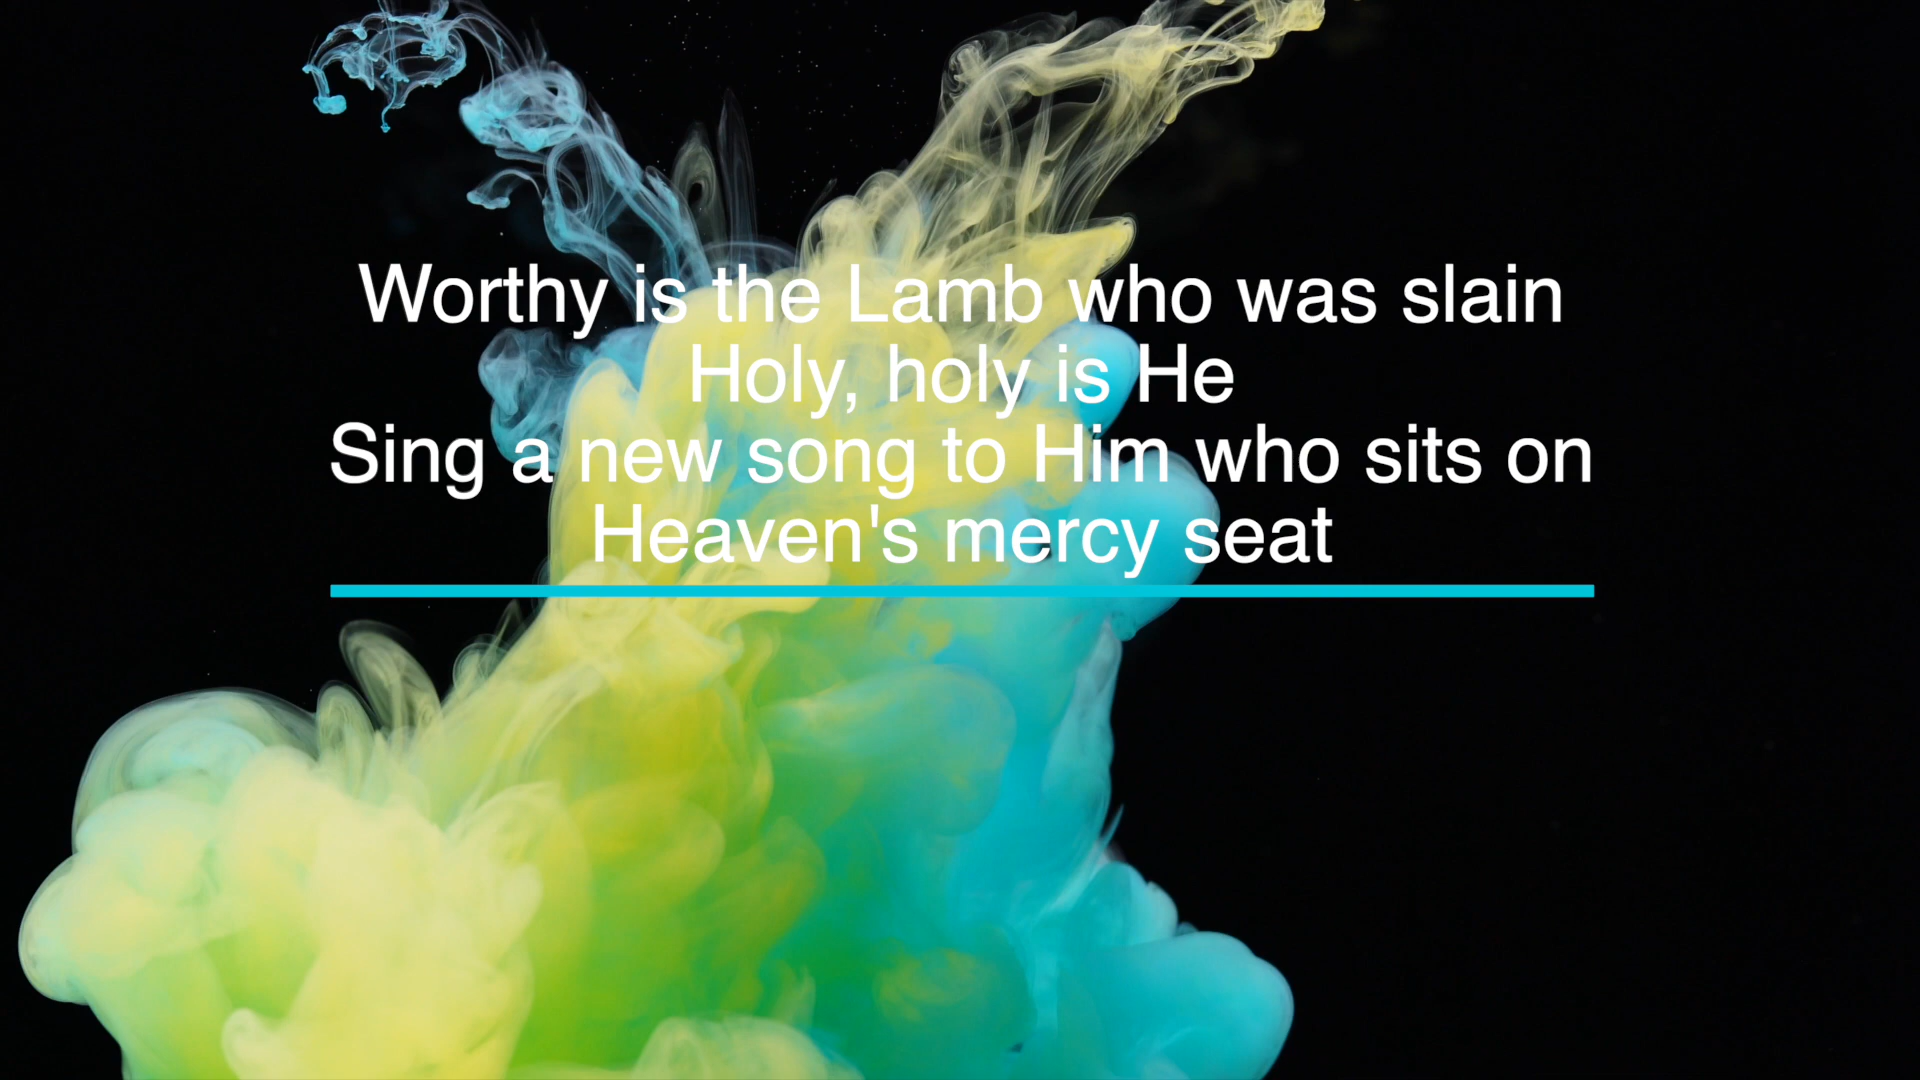 Worthy is the Lamb who was slain
Holy, holy is He
Sing a new song to Him who sits on
Heaven's mercy seat